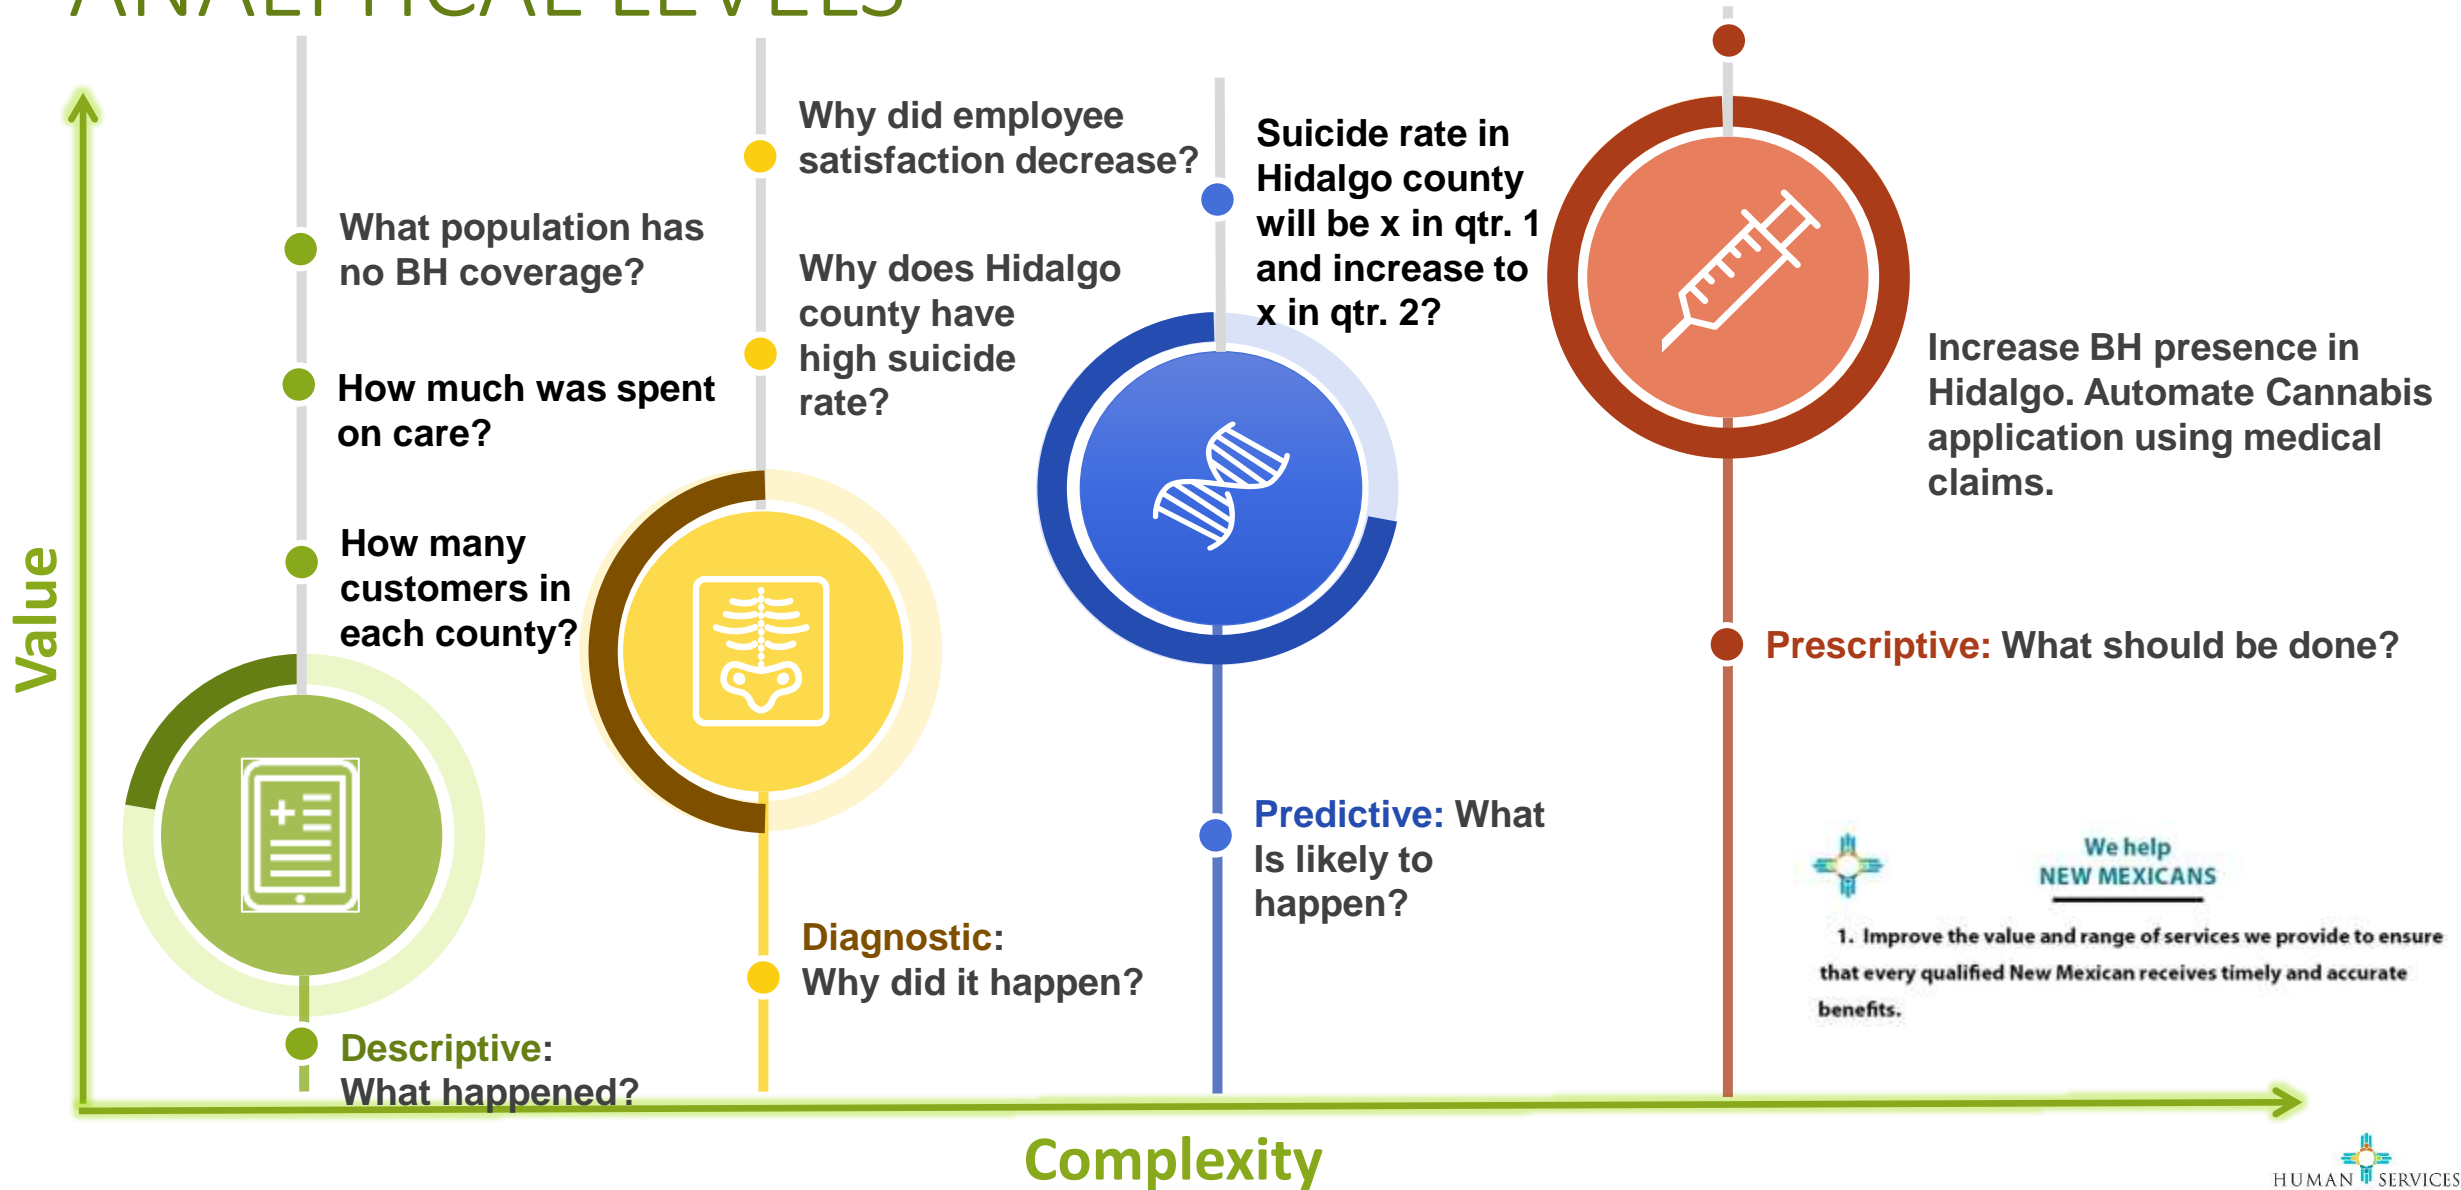 ANALYTICAL LEVELS
Value
What population has
no BH coverage?
How much was spent
on care?
How many
customers in
each county?
Descriptive:
What happened?
Why did employee
satisfaction decrease?
Why does Hidalgo
county have
high suicide
rate?
Diagnostic:
Why did it happen?
Suicide rate in
Hidalgo county
will be x in qtr. 1
and increase to
x in qtr. 2?
Predictive: What
Is likely to
happen?
Increase BH presence in
Hidalgo. Automate Cannabis
application using medical
claims.
Prescriptive: What should be done?
We help
NEW MEXICANS
1. Improve the value and range of services we provide to ensure
that every qualified New Mexican receives timely and accurate
benefits.
Complexity
HUMAN SERVICES